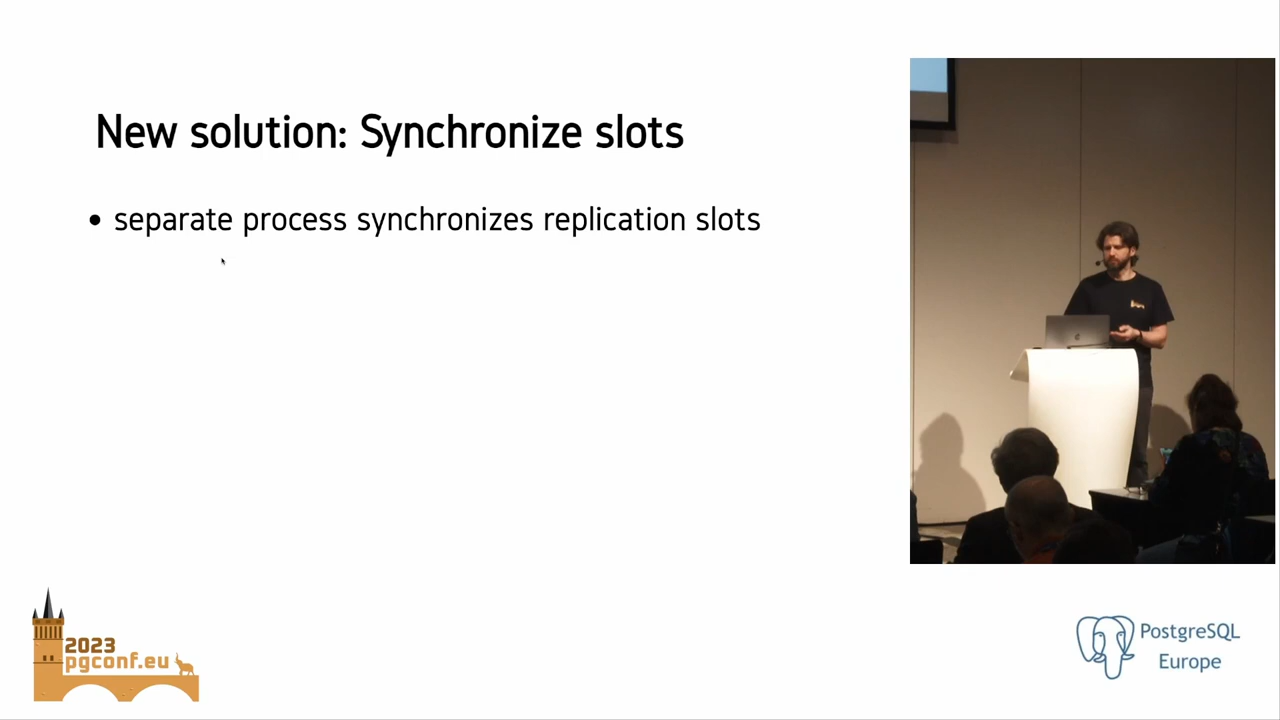 New solution: Synchronize slots
• separate process synchronizes replication slots
2023
pgconf.eu
PostgreSQL
Europe